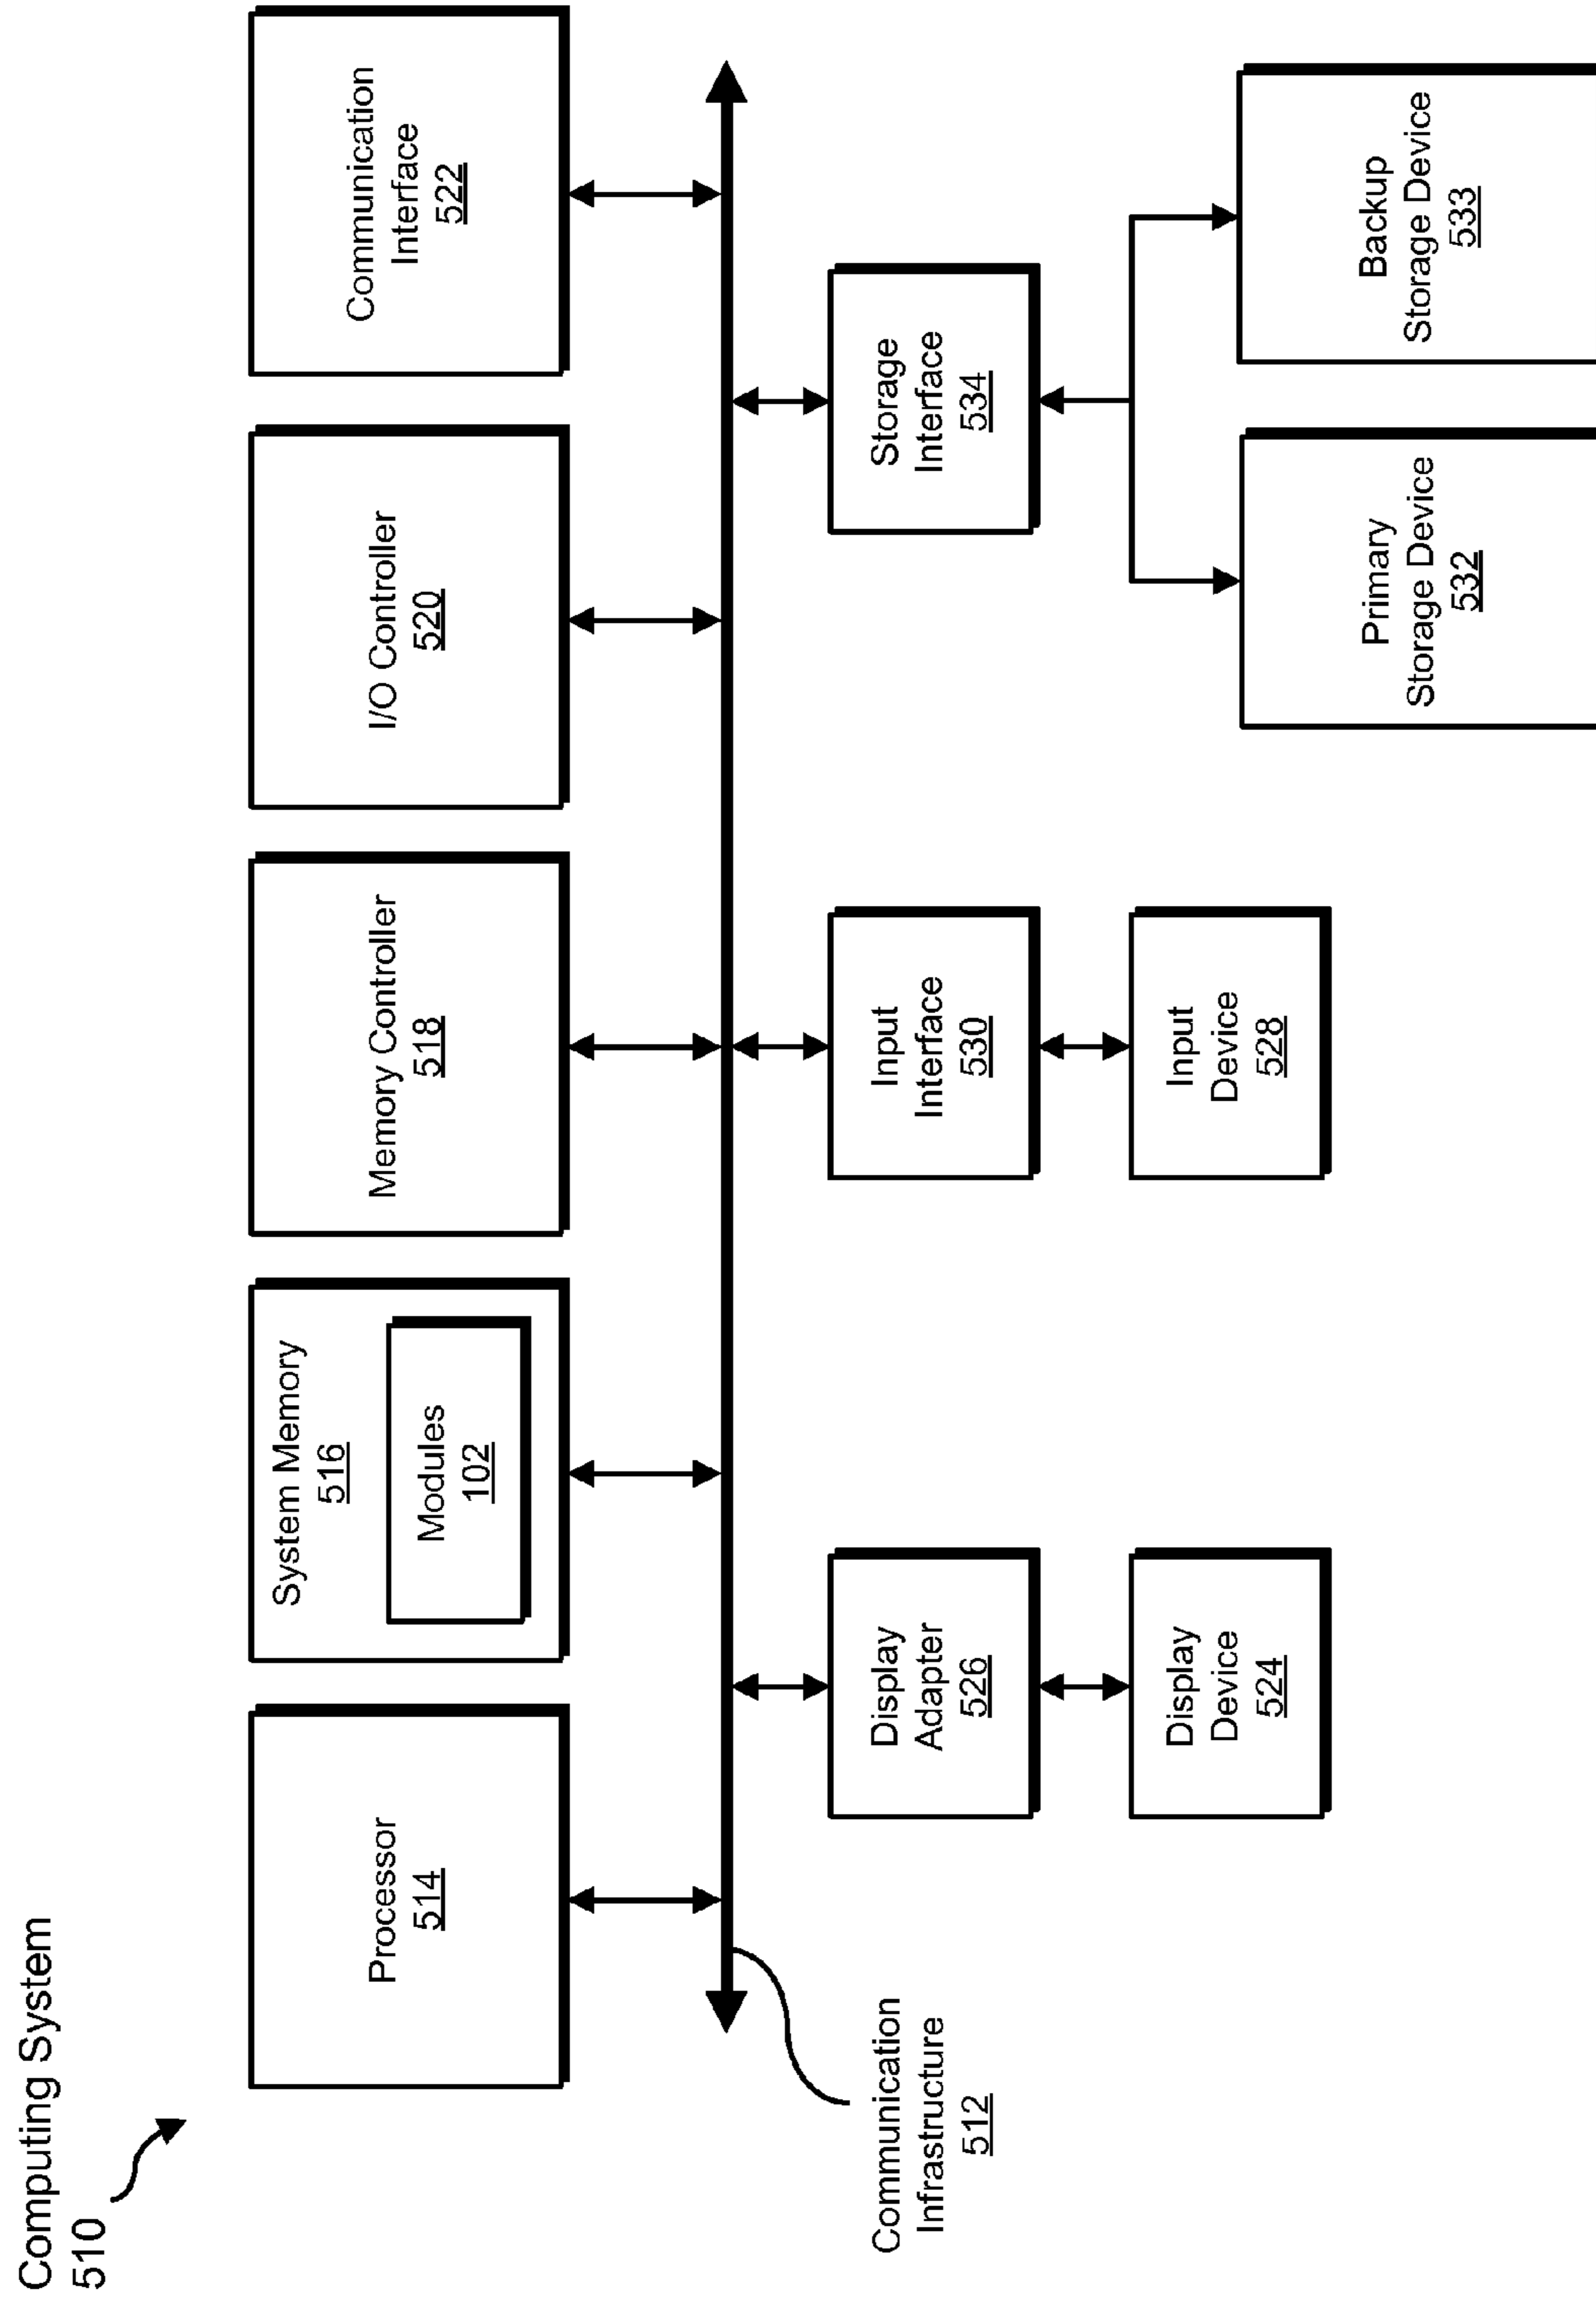 Computing System
510
Processor
514
System Memory
516
Modules
102
Memory Controller
518
I/O Controller
520
Communication
Interface
522
Communication
Infrastructure
512
Display
Adapter
526
Input
Interface
530
Storage
Interface
534
Display
Device
524
Input
Device
528
Primary
Storage Device
532
Backup
Storage Device
533